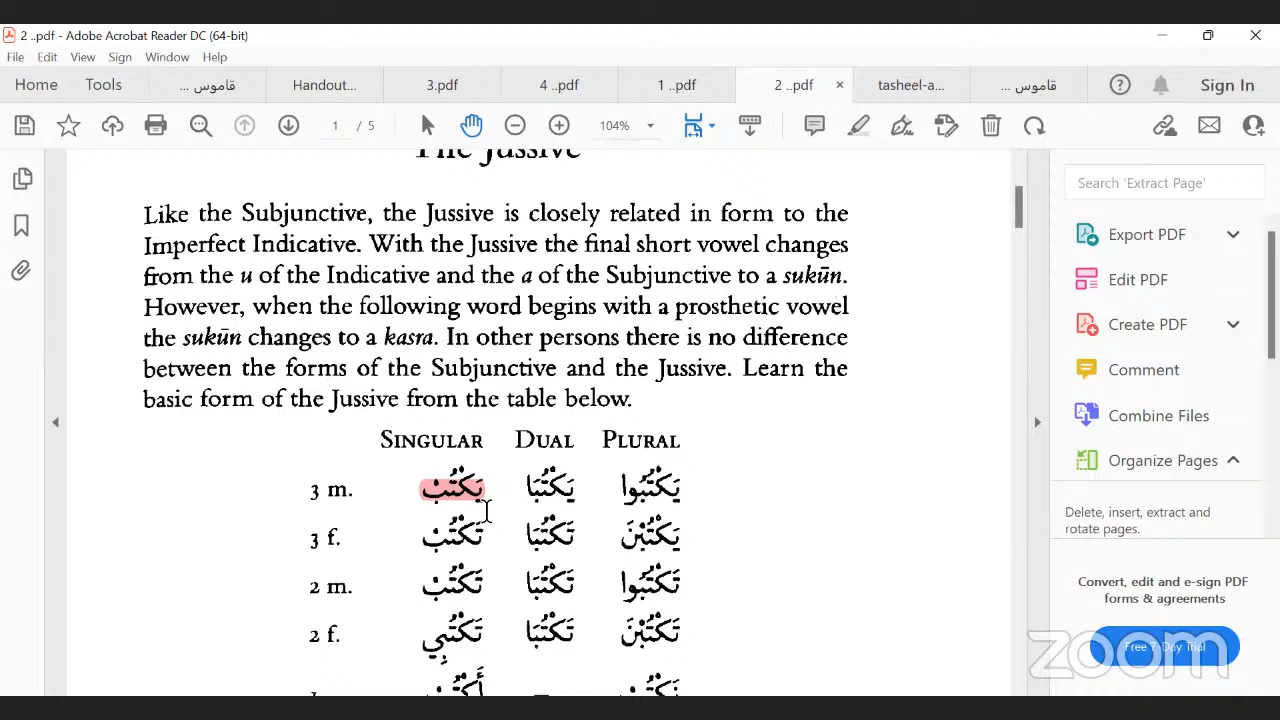 2 ..pdf - Adobe Acrobat Reader DC (64-bit)
File Edit View Sign Window Help
Home Tools قاموس ... Handout... 3.pdf 4 ..pdf 1 ..pdf 2 ..pdf × tasheel-a... قاموس ... Sign In
1 / 5 104%
The Jussive
Like the Subjunctive, the Jussive is closely related in form to the
Imperfect Indicative. With the Jussive the final short vowel changes
from the u of the Indicative and the a of the Subjunctive to a sukūn.
However, when the following word begins with a prosthetic vowel
the sukūn changes to a kasra. In other persons there is no difference
between the forms of the Subjunctive and the Jussive. Learn the
basic form of the Jussive from the table below.
SINGULAR DUAL PLURAL
3 m. يَكْتُبْ يَكْتُبَا يَكْتُبُوا
3 f. تَكْتُبْ تَكْتُبَا يَكْتُبْنَ
2 m. تَكْتُبْ تَكْتُبَا تَكْتُبُوا
2 f. تَكْتُبِي تَكْتُبَا تَكْتُبْنَ
Search 'Extract Page'
Export PDF
Edit PDF
Create PDF
Comment
Combine Files
Organize Pages
Delete, insert, extract and
rotate pages.
Convert, edit and e-sign PDF
forms & agreements
Free 7-Day Trial
zoom